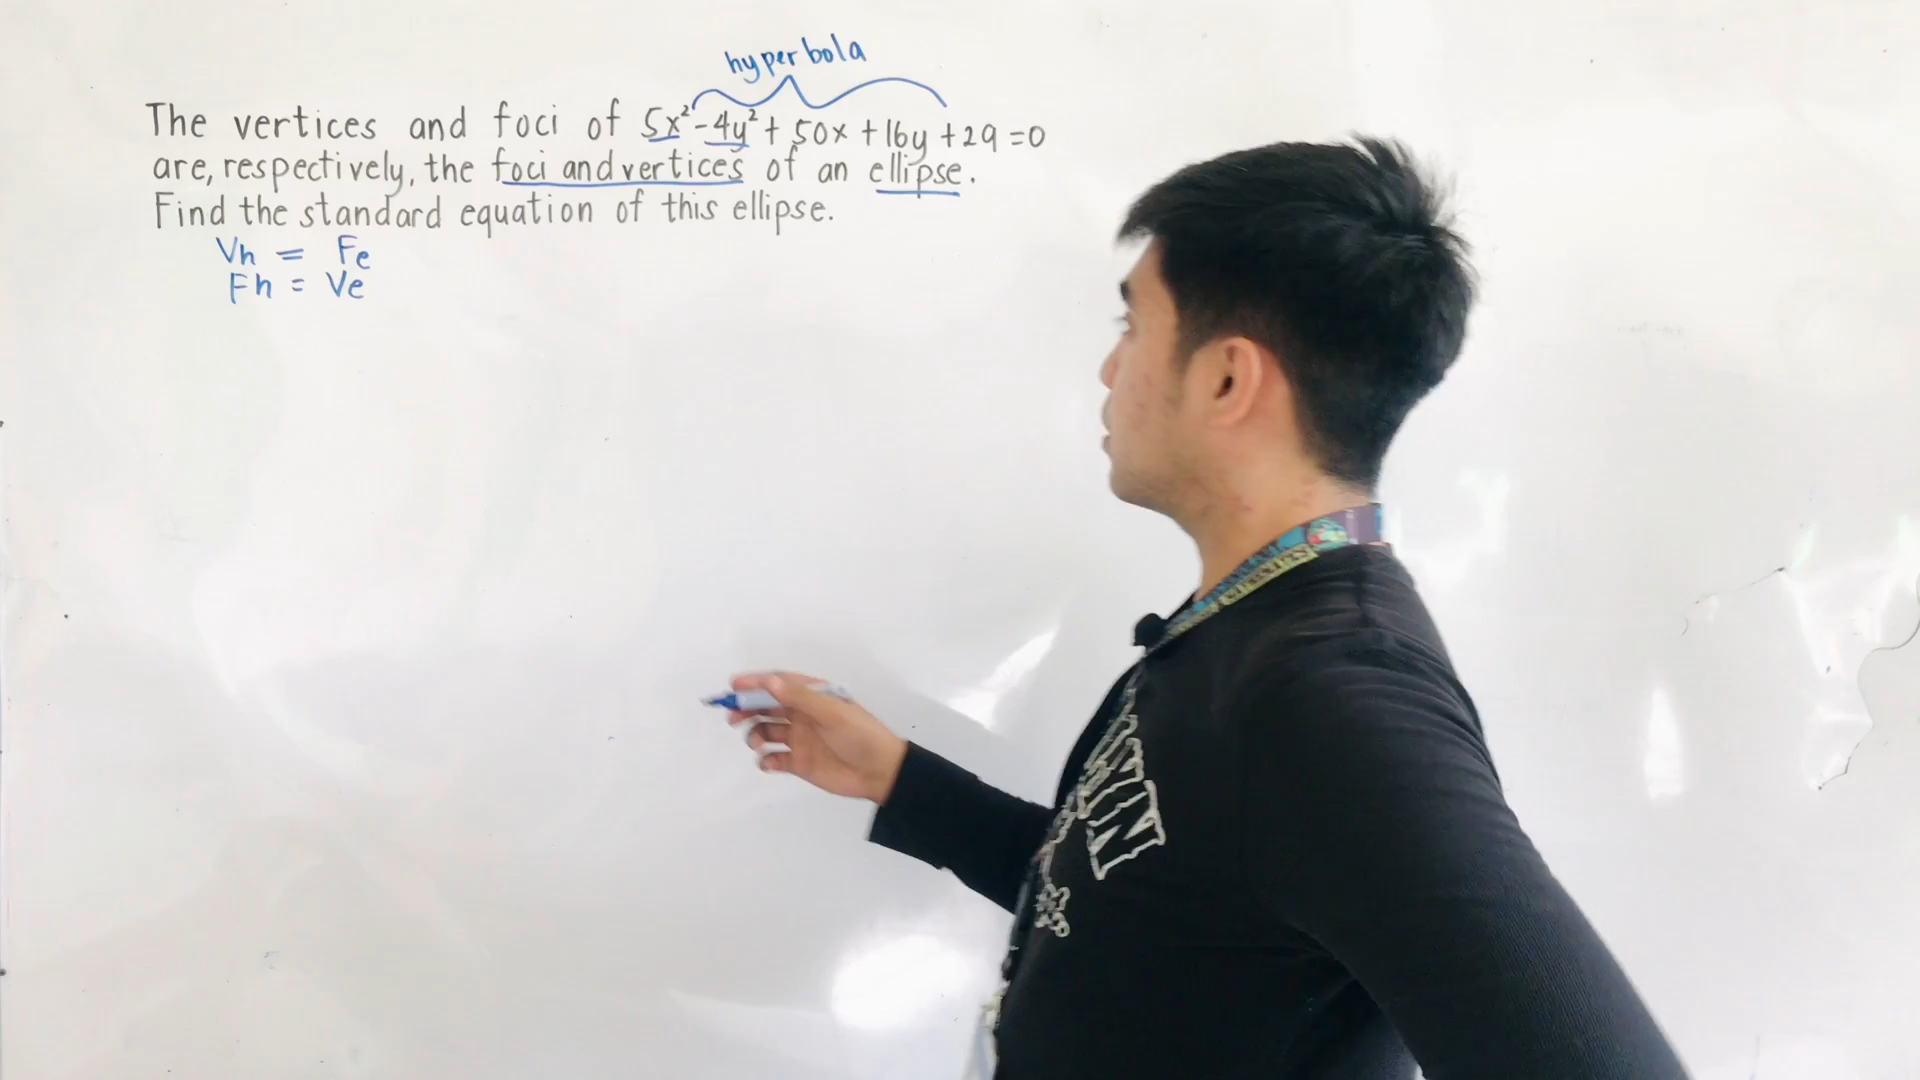 hyperbola
The vertices and foci of 5x²-4y²+50x+16y+29=0
are, respectively, the foci and vertices of an ellipse.
Find the standard equation of this ellipse.
Vh = Fe
Fh = Ve